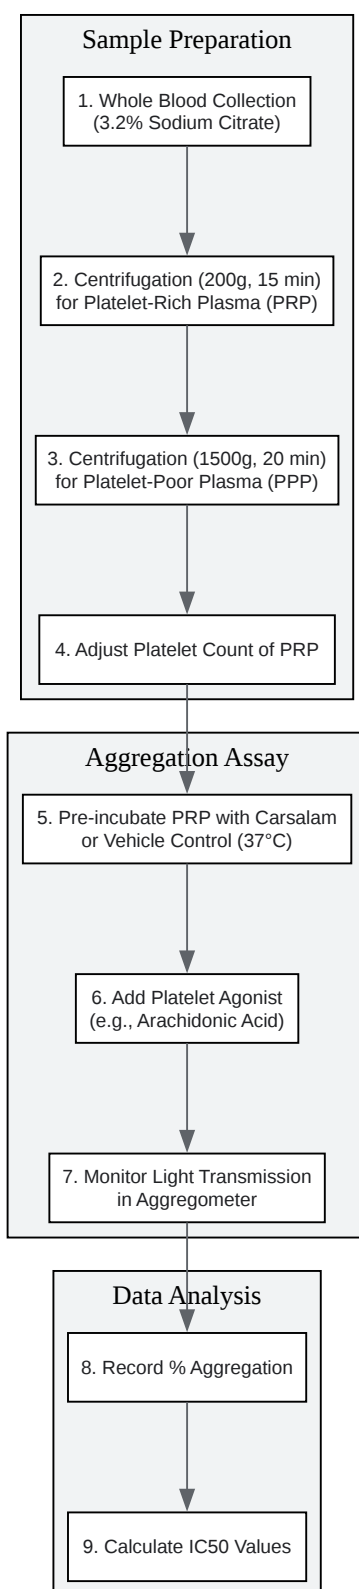 Sample Preparation
1. Whole Blood Collection
(3.2% Sodium Citrate)
2. Centrifugation (200g, 15 min)
for Platelet-Rich Plasma (PRP)
3. Centrifugation (1500g, 20 min)
for Platelet-Poor Plasma (PPP)
4. Adjust Platelet Count of PRP
Aggregation Assay
5. Pre-incubate PRP with Carsalam
or Vehicle Control (37°C)
6. Add Platelet Agonist
(e.g., Arachidonic Acid)
7. Monitor Light Transmission
in Aggregometer
Data Analysis
8. Record % Aggregation
9. Calculate IC50 Values